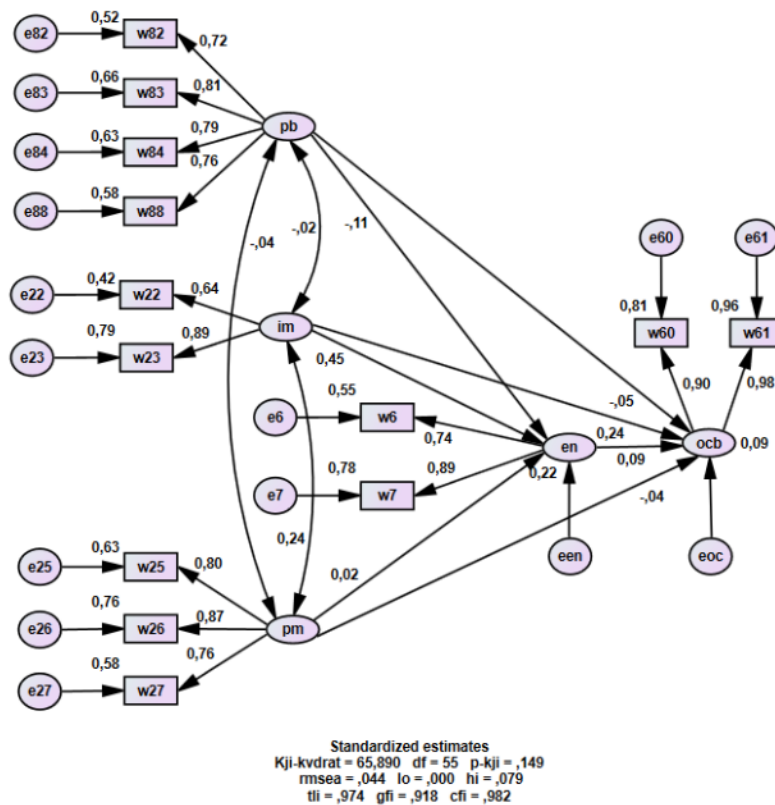 e82 0,52 w82 0,72
e83 0,66 w83 0,81
e84 0,63 w84 0,79
e88 0,58 w88 0,76
pb
-,04 -,02 -,11
e60 e61
0,81 w60 0,96 w61
0,90 0,98
e22 0,42 w22 0,64
e23 0,79 w23 0,89
im
0,45 -,05
e6 0,55 w6 0,74
e7 0,78 w7 0,89
en 0,22 0,24 0,09 ocb 0,09
-,04
een eoc
0,24 0,02
e25 0,63 w25 0,80
e26 0,76 w26 0,87
pm
e27 0,58 w27 0,76
Standardized estimates
Kji-kvdrat = 65,890 df = 55 p-kji = ,149
rmsea = ,044 lo = ,000 hi = ,079
tli = ,974 gfi = ,918 cfi = ,982